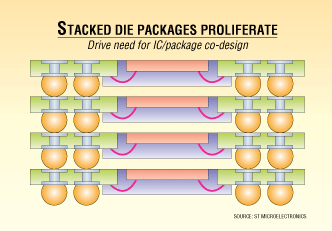 STACKED DIE PACKAGES PROLIFERATE
Drive need for IC/package co-design
SOURCE: ST MICROELECTRONICS